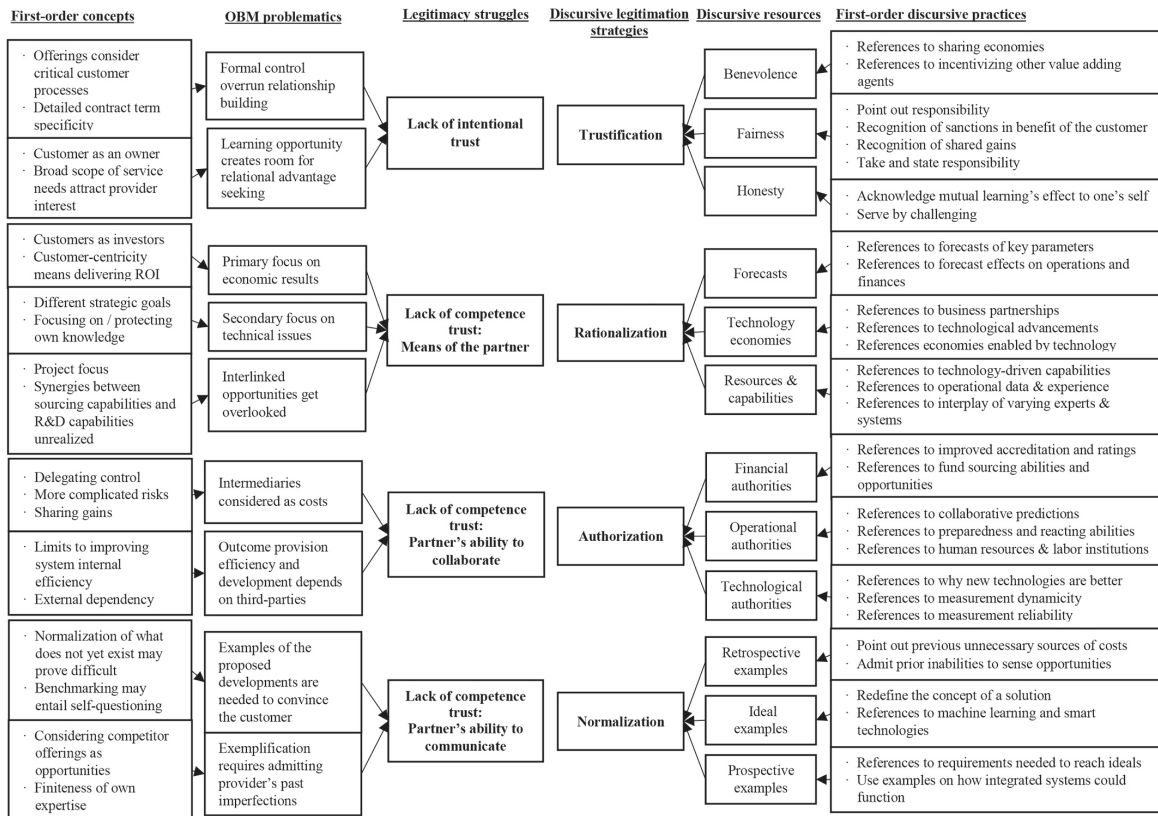 First-order concepts
OBM problematics
Legitimacy struggles
Discursive legitimation
strategies
Discursive resources
First-order discursive practices
· Offerings consider
critical customer
processes
· Detailed contract term
specificity
· Customer as an owner
· Broad scope of service
needs attract provider
interest
Formal control
overrun relationship
building
Learning opportunity
creates room for
relational advantage
seeking
Lack of intentional
trust
Trustification
Benevolence
Fairness
Honesty
· References to sharing economies
· References to incentivizing other value adding
agents
· Point out responsibility
· Recognition of sanctions in benefit of the customer
· Recognition of shared gains
· Take and state responsibility
· Acknowledge mutual learning's effect to one's self
· Serve by challenging
· Customers as investors
· Customer-centricity
means delivering ROI
· Different strategic goals
· Focusing on / protecting
own knowledge
· Project focus
· Synergies between
sourcing capabilities and
R&D capabilities
unrealized
Primary focus on
economic results
Secondary focus on
technical issues
Interlinked
opportunities get
overlooked
Lack of competence
trust:
Means of the partner
Rationalization
Forecasts
Technology
economies
Resources &
capabilities
· References to forecasts of key parameters
· References to forecast effects on operations and
finances
· References to business partnerships
· References to technological advancements
· References economies enabled by technology
· References to technology-driven capabilities
· References to operational data & experience
· References to interplay of varying experts &
systems
· Delegating control
· More complicated risks
· Sharing gains
· Limits to improving
system internal
efficiency
· External dependency
Intermediaries
considered as costs
Outcome provision
efficiency and
development depends
on third-parties
Lack of competence
trust:
Partner's ability to
collaborate
Authorization
Financial
authorities
Operational
authorities
Technological
authorities
· References to improved accreditation and ratings
· References to fund sourcing abilities and
opportunities
· References to collaborative predictions
· References to preparedness and reacting abilities
· References to human resources & labor institutions
· References to why new technologies are better
· References to measurement dynamicity
· References to measurement reliability
· Normalization of what
does not yet exist may
prove difficult
· Benchmarking may
entail self-questioning
· Considering competitor
offerings as
opportunities
· Finiteness of own
expertise
Examples of the
proposed
developments are
needed to convince
the customer
Exemplification
requires admitting
provider's past
imperfections
Lack of competence
trust:
Partner's ability to
communicate
Normalization
Retrospective
examples
Ideal
examples
Prospective
examples
· Point out previous unnecessary sources of costs
· Admit prior inabilities to sense opportunities
· Redefine the concept of a solution
· References to machine learning and smart
technologies
· References to requirements needed to reach ideals
· Use examples on how integrated systems could
function